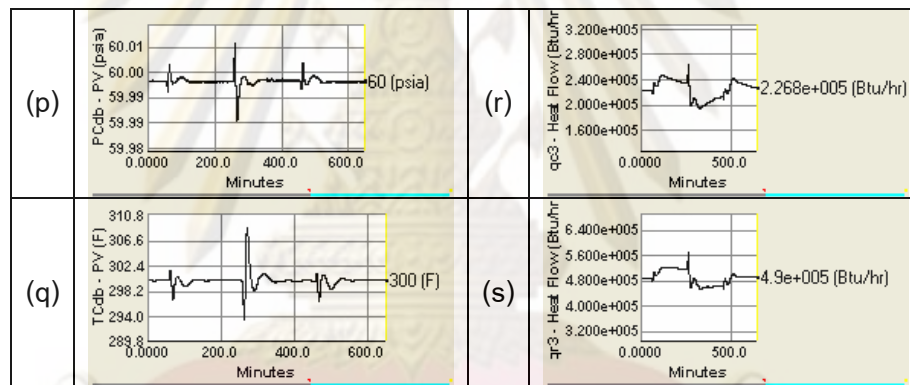 (p)
PCdb - PV (psia)
60.01
60.00
59.99
59.99
59.98
0.0000 200.0 400.0 600.0
Minutes
60 (psia)
(r)
qc3 - Heat Flow (Btu/hr)
3.200e+005
2.400e+005
2.000e+005
1.600e+005
0.0000 500.0
Minutes
2.268e+005 (Btu/hr)
(q)
TCdb - PV (F)
310.8
306.6
302.4
298.2
294.0
289.8
0.0000 200.0 400.0 600.0
Minutes
300 (F)
(s)
qr3 - Heat Flow (Btu/hr)
6.400e+005
5.600e+005
4.800e+005
4.000e+005
3.200e+005
0.0000 500.0
Minutes
4.9e+005 (Btu/hr)